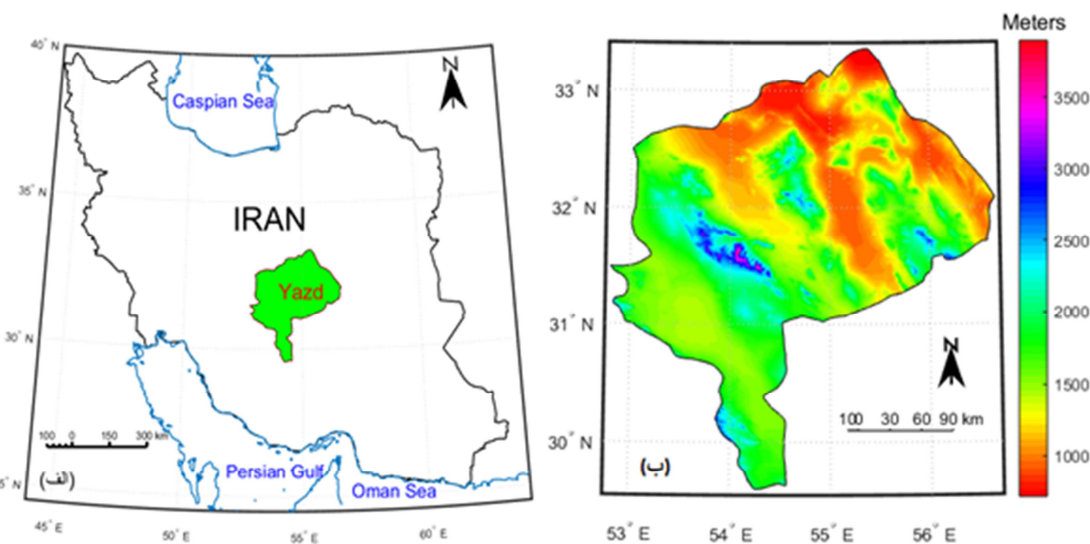 40° N
Caspian Sea
N
35° N
IRAN
Yazd
30° N
100 0 150 300 km
Persian Gulf
Oman Sea
(الف)
5° N
45° E
50° E
55° E
60° E
Meters
33° N
32° N
31° N
30° N
N
100 30 60 90 km
(ب)
53° E
54° E
55° E
56° E
3500
3000
2500
2000
1500
1000